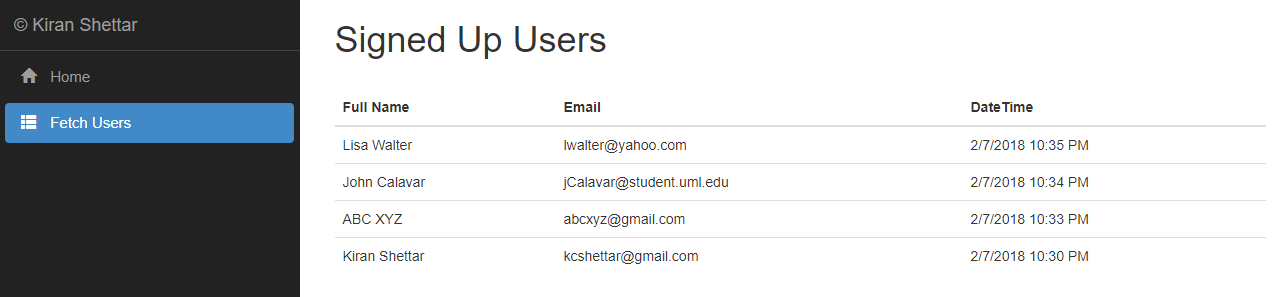 © Kiran Shettar
Home
Fetch Users
Signed Up Users
Full Name Email DateTime
Lisa Walter lwalter@yahoo.com 2/7/2018 10:35 PM
John Calavar jCalavar@student.uml.edu 2/7/2018 10:34 PM
ABC XYZ abcxyz@gmail.com 2/7/2018 10:33 PM
Kiran Shettar kcshettar@gmail.com 2/7/2018 10:30 PM